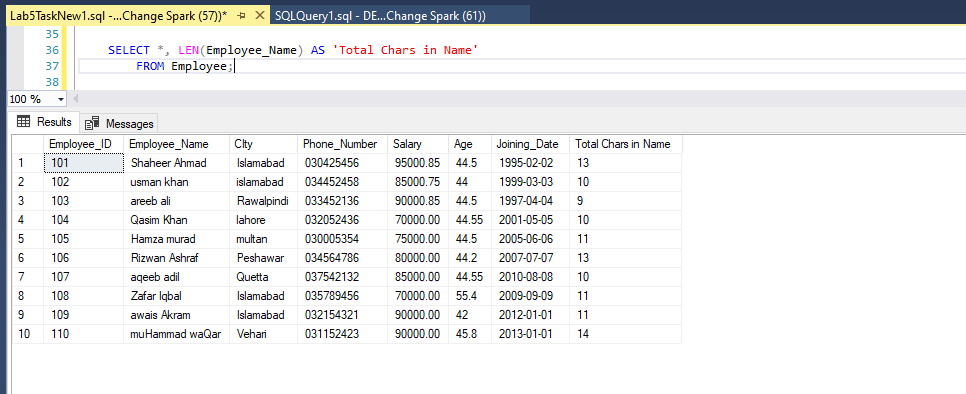 Lab5TaskNew1.sql -...Change Spark (57))* SQLQuery1.sql - DE...Change Spark (61))
35
36 SELECT *, LEN(Employee_Name) AS 'Total Chars in Name'
37 FROM Employee;
38
100 %
Results Messages
Employee_ID Employee_Name CIty Phone_Number Salary Age Joining_Date Total Chars in Name
1 101 Shaheer Ahmad Islamabad 030425456 95000.85 44.5 1995-02-02 13
2 102 usman khan islamabad 034452458 85000.75 44 1999-03-03 10
3 103 areeb ali Rawalpindi 033452136 90000.85 44.5 1997-04-04 9
4 104 Qasim Khan lahore 032052436 70000.00 44.55 2001-05-05 10
5 105 Hamza murad multan 030005354 75000.00 44.5 2005-06-06 11
6 106 Rizwan Ashraf Peshawar 034564786 80000.00 44.2 2007-07-07 13
7 107 aqeeb adil Quetta 037542132 85000.00 44.55 2010-08-08 10
8 108 Zafar Iqbal Islamabad 035789456 70000.00 55.4 2009-09-09 11
9 109 awais Akram Islamabad 032154321 90000.00 42 2012-01-01 11
10 110 muHammad waQar Vehari 031152423 90000.00 45.8 2013-01-01 14